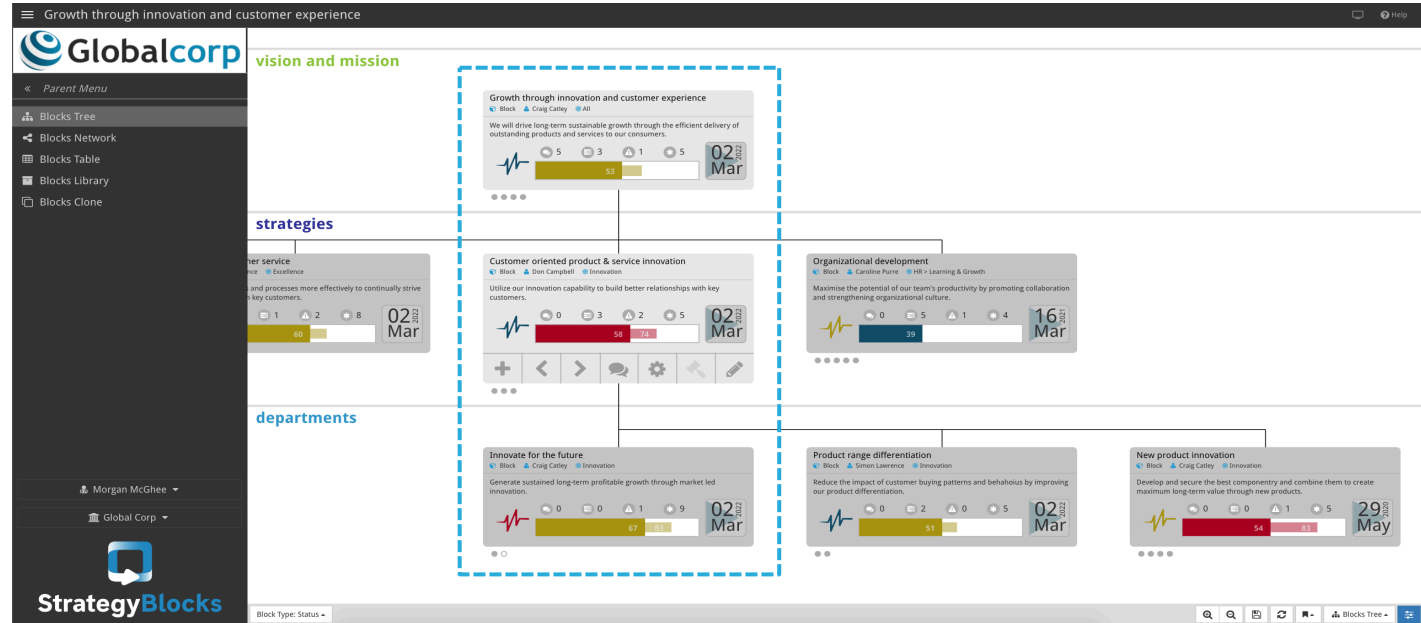 Growth through innovation and customer experience
Help
Globalcorp
« Parent Menu
Blocks Tree
Blocks Network
Blocks Table
Blocks Library
Blocks Clone
Morgan McGhee
Global Corp
StrategyBlocks
vision and mission
Growth through innovation and customer experience
Block Craig Catley All
We will drive long-term sustainable growth through the efficient delivery of
outstanding products and services to our consumers.
5 3 1 5
53
02 Mar 2022
strategies
ner service
nce Excellence
s and processes more effectively to continually strive
h key customers.
1 2 8
60
02 Mar 2022
Customer oriented product & service innovation
Block Don Campbell Innovation
Utilize our innovation capability to build better relationships with key
customers.
0 3 2 5
58 74
02 Mar 2022
Organizational development
Block Caroline Purre HR > Learning & Growth
Maximise the potential of our team's productivity by promoting collaboration
and strengthening organizational culture.
0 5 1 4
39
16 Mar 2021
departments
Innovate for the future
Block Craig Catley Innovation
Generate sustained long-term profitable growth through market led
innovation.
0 0 1 9
67 83
02 Mar 2022
Product range differentiation
Block Simon Lawrence Innovation
Reduce the impact of customer buying patterns and behahoius by improving
our product differentiation.
0 2 0 5
51
02 Mar 2022
New product innovation
Block Craig Catley Innovation
Develop and secure the best componentry and combine them to create
maximum long-term value through new products.
0 0 1 5
54 83
29 May 2020
Block Type: Status
Blocks Tree